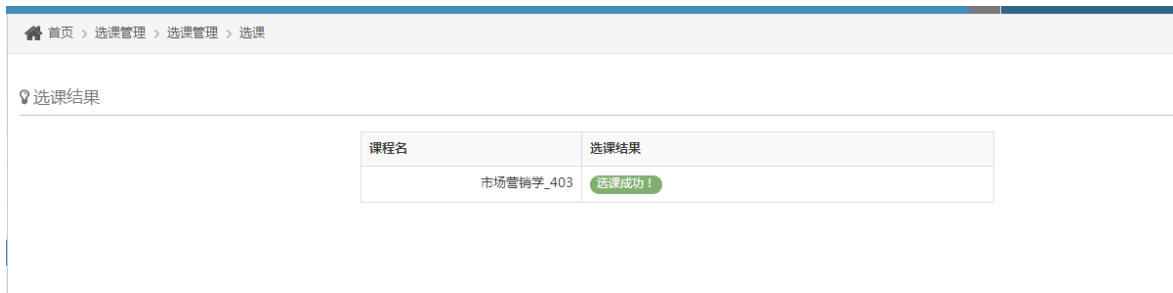 首页 > 选课管理 > 选课管理 > 选课
选课结果
课程名 选课结果
市场营销学_403 选课成功！